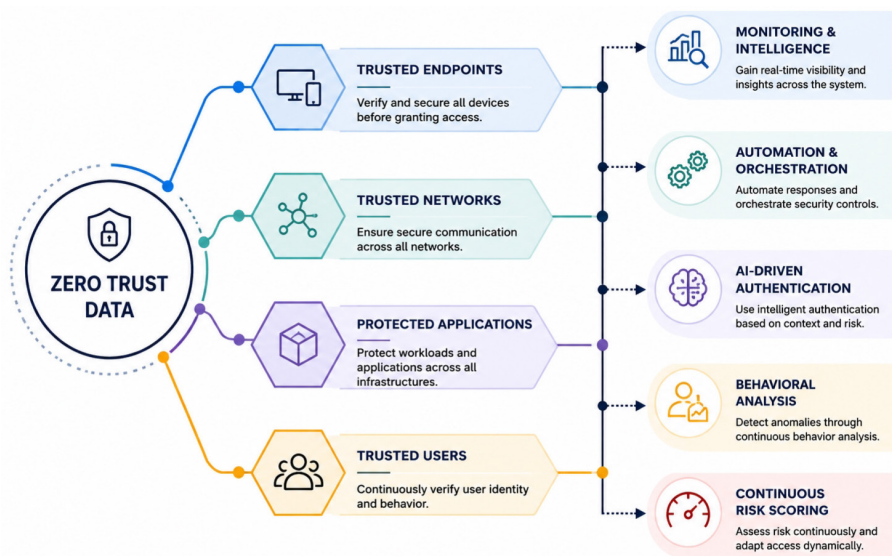 ZERO TRUST
DATA
TRUSTED ENDPOINTS
Verify and secure all devices
before granting access.
TRUSTED NETWORKS
Ensure secure communication
across all networks.
PROTECTED APPLICATIONS
Protect workloads and
applications across all
infrastructures.
TRUSTED USERS
Continuously verify user identity
and behavior.
MONITORING &
INTELLIGENCE
Gain real-time visibility and
insights across the system.
AUTOMATION &
ORCHESTRATION
Automate responses and
orchestrate security controls.
AI-DRIVEN
AUTHENTICATION
Use intelligent authentication
based on context and risk.
BEHAVIORAL
ANALYSIS
Detect anomalies through
continuous behavior analysis.
CONTINUOUS
RISK SCORING
Assess risk continuously and
adapt access dynamically.